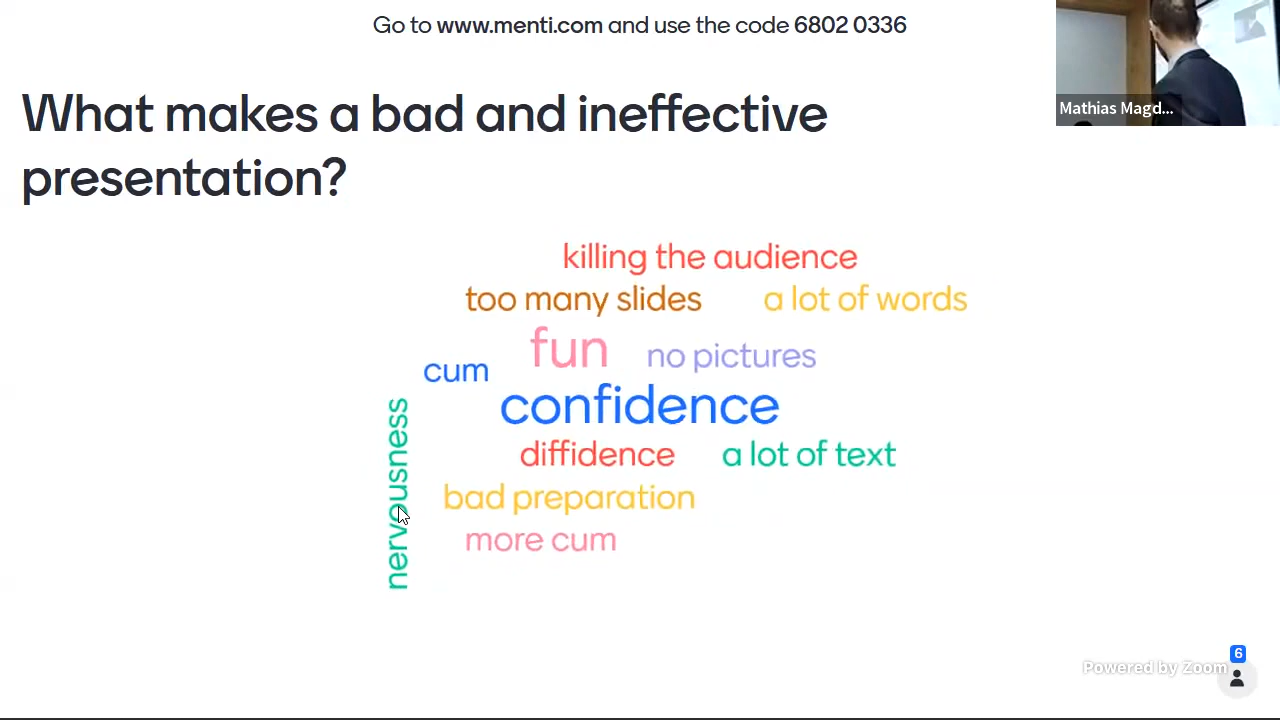 Go to www.menti.com and use the code 6802 0336
Mathias Magd...
What makes a bad and ineffective
presentation?
killing the audience
too many slides
a lot of words
fun
no pictures
cum
confidence
nervousness
diffidence
a lot of text
bad preparation
more cum
6
Powered by Zoom